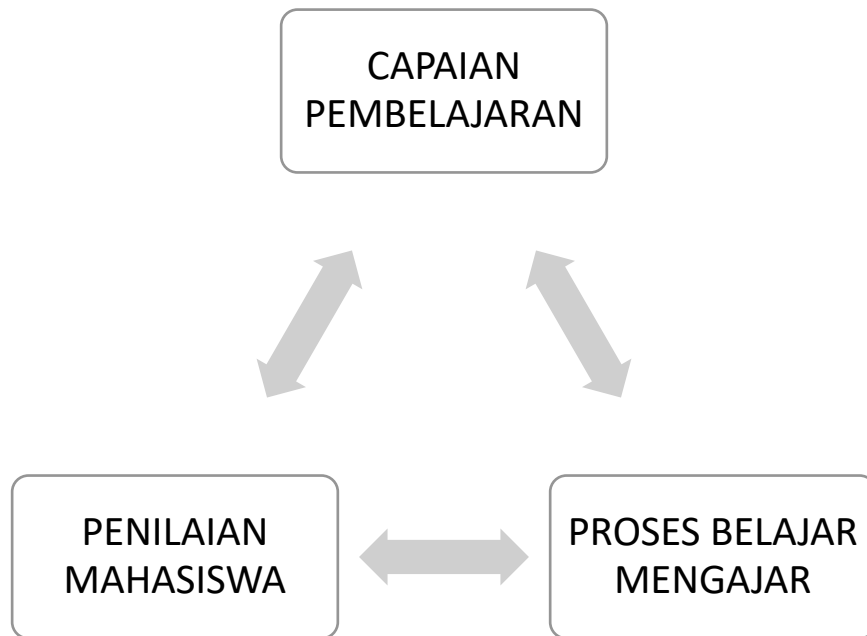 CAPAIAN
PEMBELAJARAN
PENILAIAN
MAHASISWA
PROSES BELAJAR
MENGAJAR